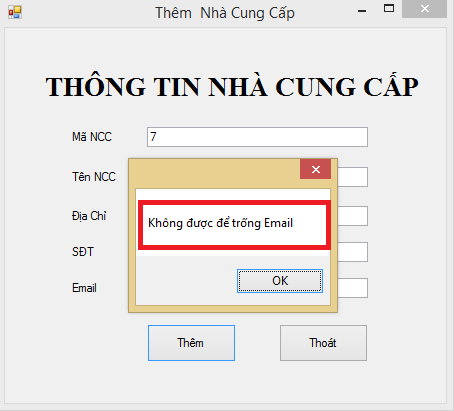 Thêm Nhà Cung Cấp
THÔNG TIN NHÀ CUNG CẤP
Mã NCC 7
Tên NCC
Địa Chỉ
Không được để trống Email
SĐT
Email
OK
Thêm Thoát